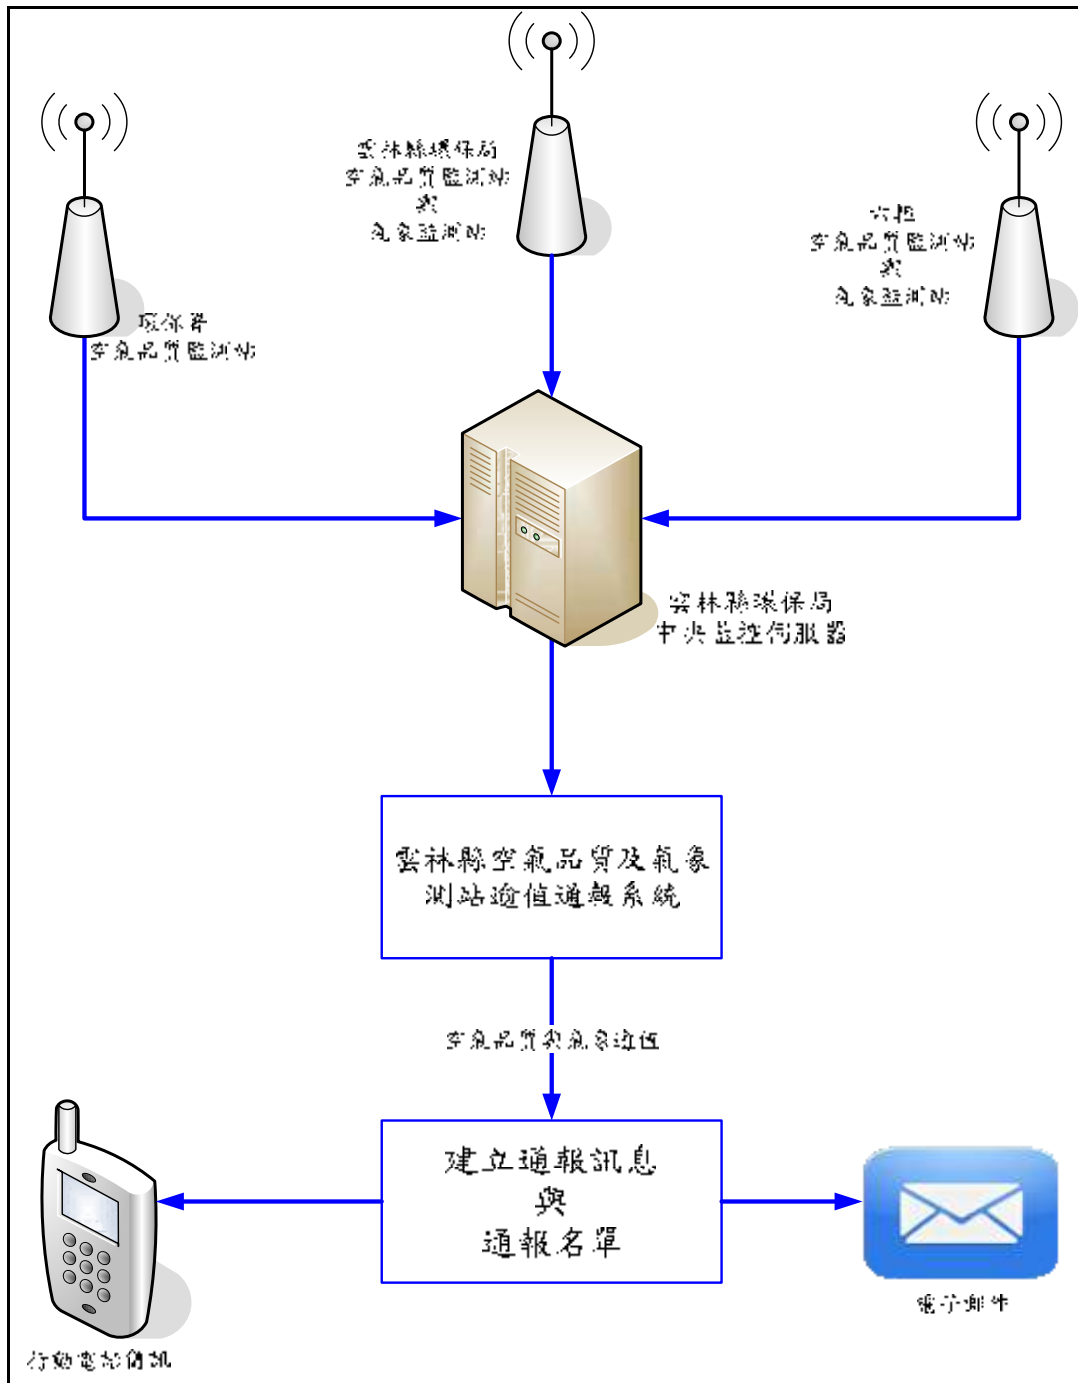 雲林縣環保局
空氣品質監測站
與
氣象監測站
六輕
空氣品質監測站
與
氣象監測站
環保署
空氣品質監測站
雲林縣環保局
中央監控伺服器
雲林縣空氣品質及氣象
測站逾值通報系統
空氣品質與氣象逾值
建立通報訊息
與
通報名單
電子郵件
行動電話簡訊